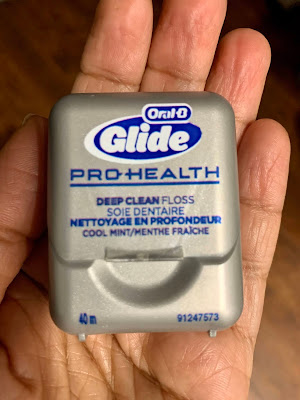 Oral-B
Glide
PRO-HEALTH
DEEP CLEAN FLOSS
SOIE DENTAIRE
NETTOYAGE EN PROFONDEUR
COOL MINT/MENTHE FRAÎCHE
40 m 91247573